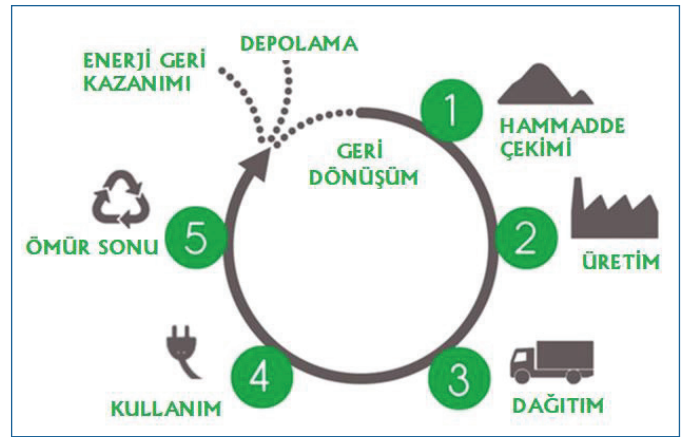 DEPOLAMA
ENERJİ GERİ
KAZANIMI
1
HAMMADDE
ÇEKİMİ
GERİ
DÖNÜŞÜM
2
ÜRETİM
5
ÖMÜR SONU
3
DAĞITIM
4
KULLANIM